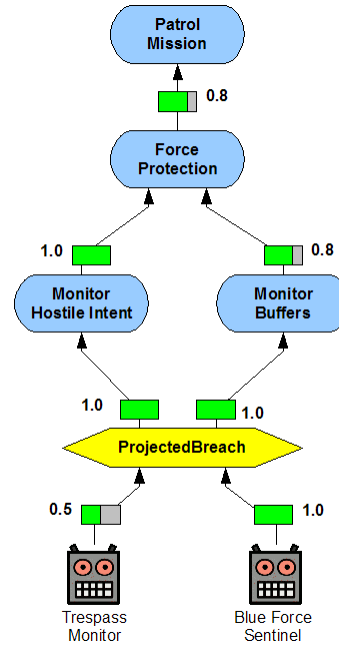 Patrol
Mission
0.8
Force
Protection
1.0
0.8
Monitor
Hostile Intent
Monitor
Buffers
1.0
1.0
ProjectedBreach
0.5
1.0
Trespass
Monitor
Blue Force
Sentinel